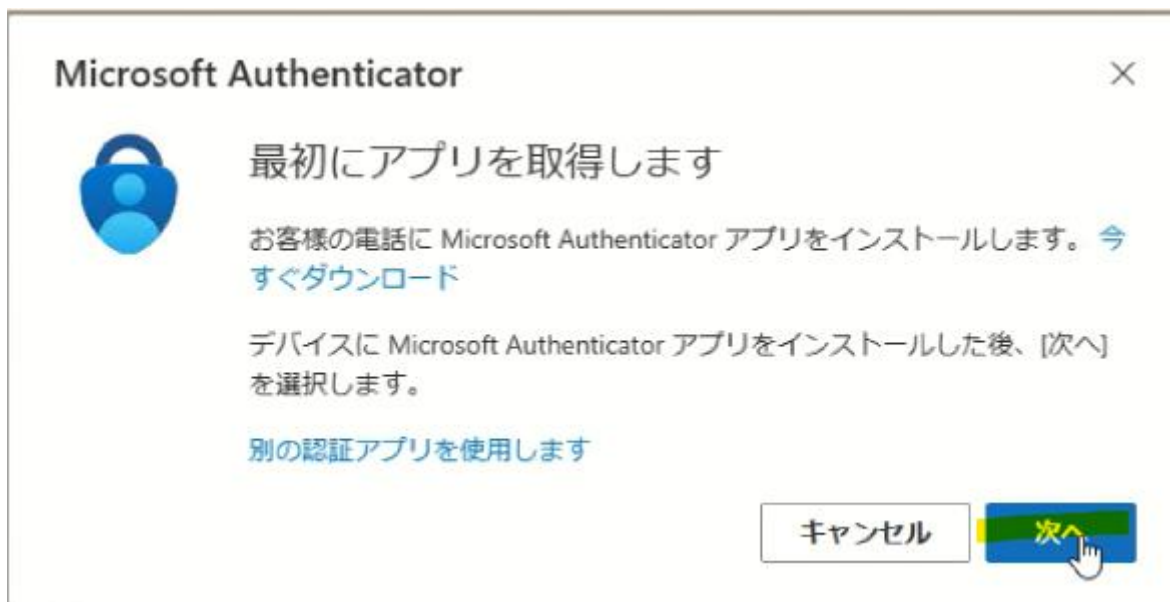 Microsoft Authenticator
最初にアプリを取得します
お客様の電話に Microsoft Authenticator アプリをインストールします。 今
すぐダウンロード
デバイスに Microsoft Authenticator アプリをインストールした後、[次へ]
を選択します。
別の認証アプリを使用します
キャンセル
次へ